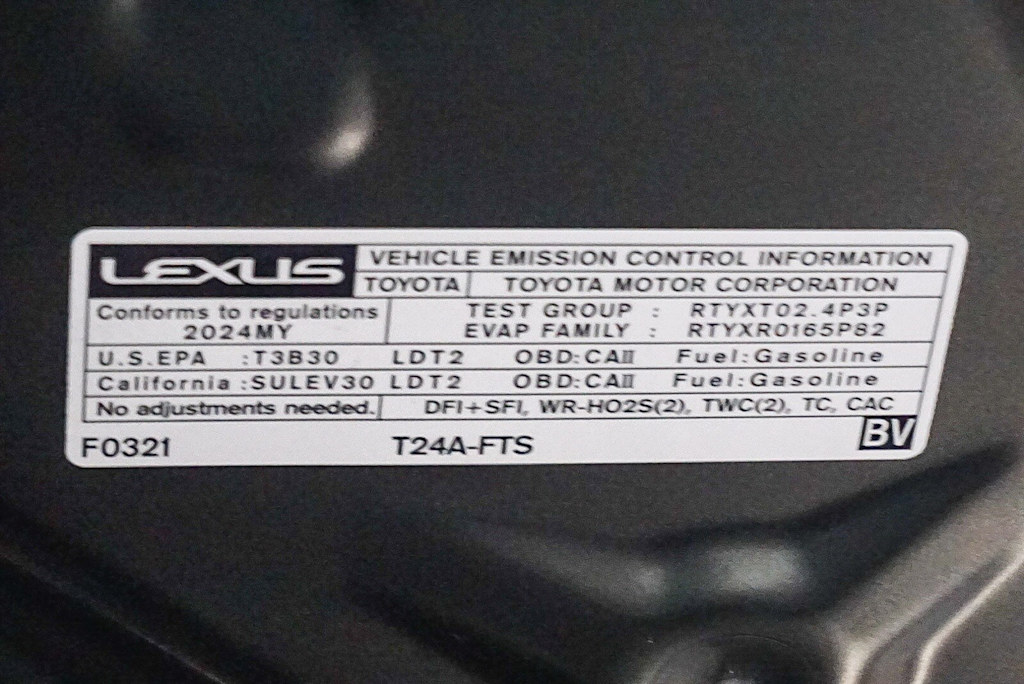 LEXUS VEHICLE EMISSION CONTROL INFORMATION
TOYOTA TOYOTA MOTOR CORPORATION
Conforms to regulations TEST GROUP : RTYXT02.4P3P
2024MY EVAP FAMILY : RTYXR0165P82
U.S.EPA :T3B30 LDT2 OBD:CAII Fuel:Gasoline
California :SULEV30 LDT2 OBD:CAII Fuel:Gasoline
No adjustments needed. DFI+SFI, WR-HO2S(2), TWC(2), TC, CAC
F0321 T24A-FTS BV